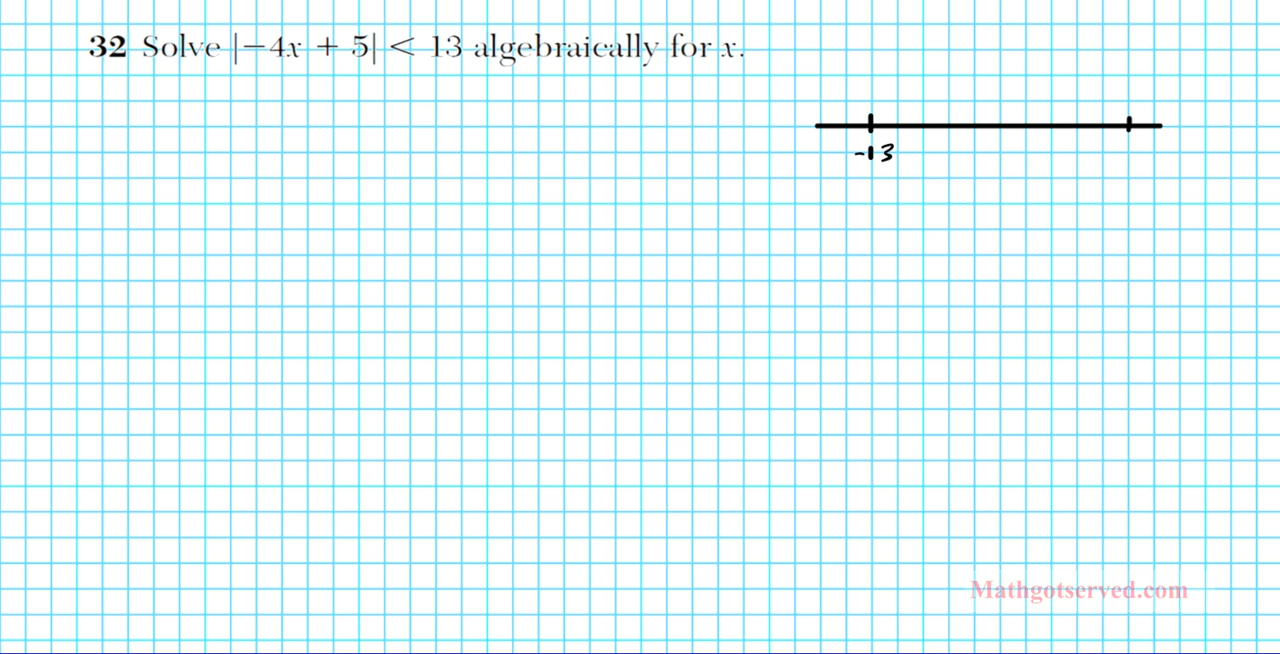 32 Solve |−4x + 5| < 13 algebraically for x.
-13
Mathgotserved.com